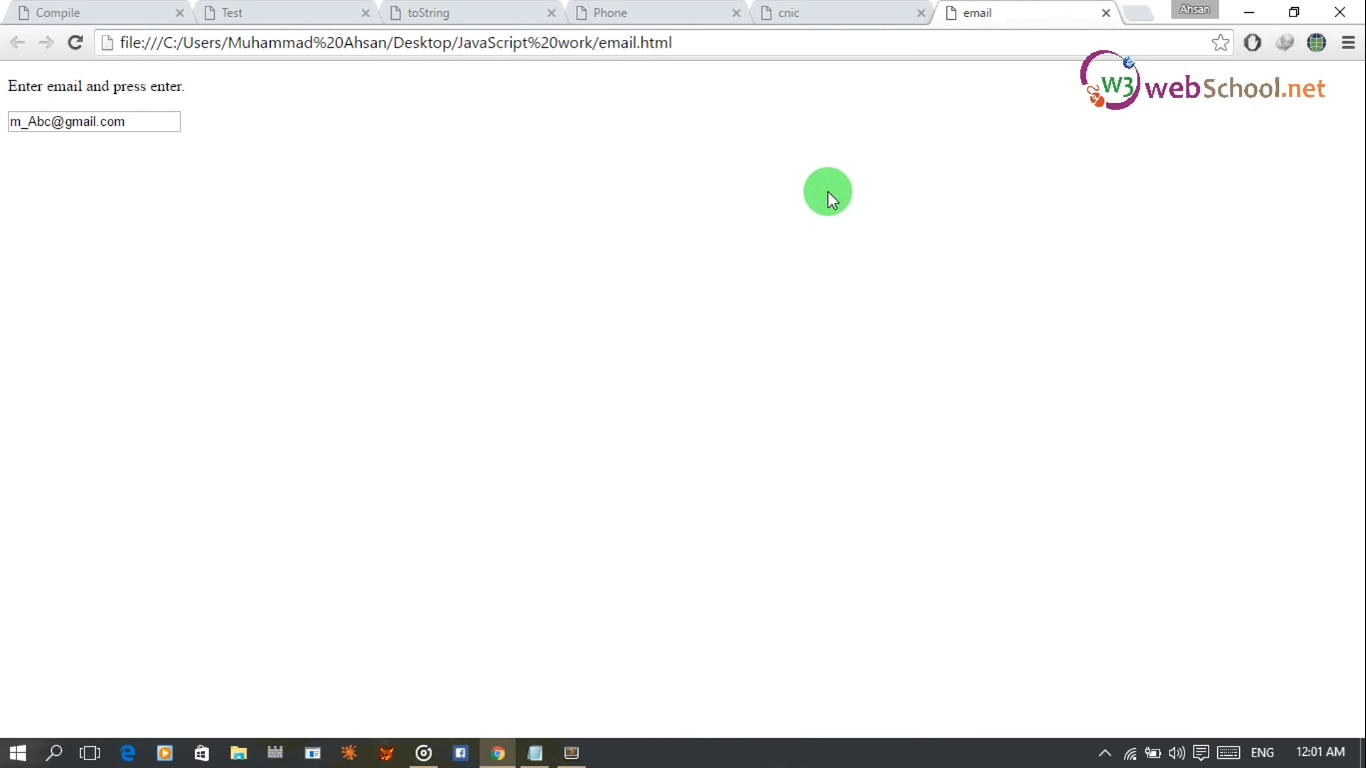 Compile
Test
toString
Phone
cnic
email
Ahsan
file:///C:/Users/Muhammad%20Ahsan/Desktop/JavaScript%20work/email.html
W3 webSchool.net
Enter email and press enter.
m_Abc@gmail.com
ENG
12:01 AM